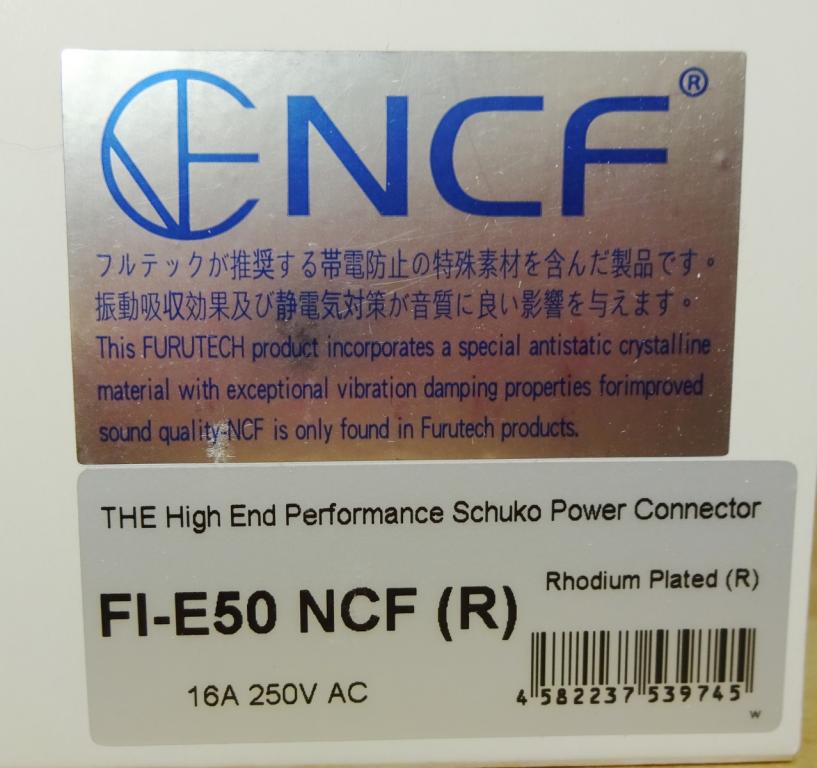 NCF®
フルテックが推奨する帯電防止の特殊素材を含んだ製品です。
振動吸収効果及び静電気対策が音質に良い影響を与えます。
This FURUTECH product incorporates a special antistatic crystalline
material with exceptional vibration damping properties forimproved
sound quality-NCF is only found in Furutech products.
THE High End Performance Schuko Power Connector
Rhodium Plated (R)
FI-E50 NCF (R)
16A 250V AC
4 582237 539745
w